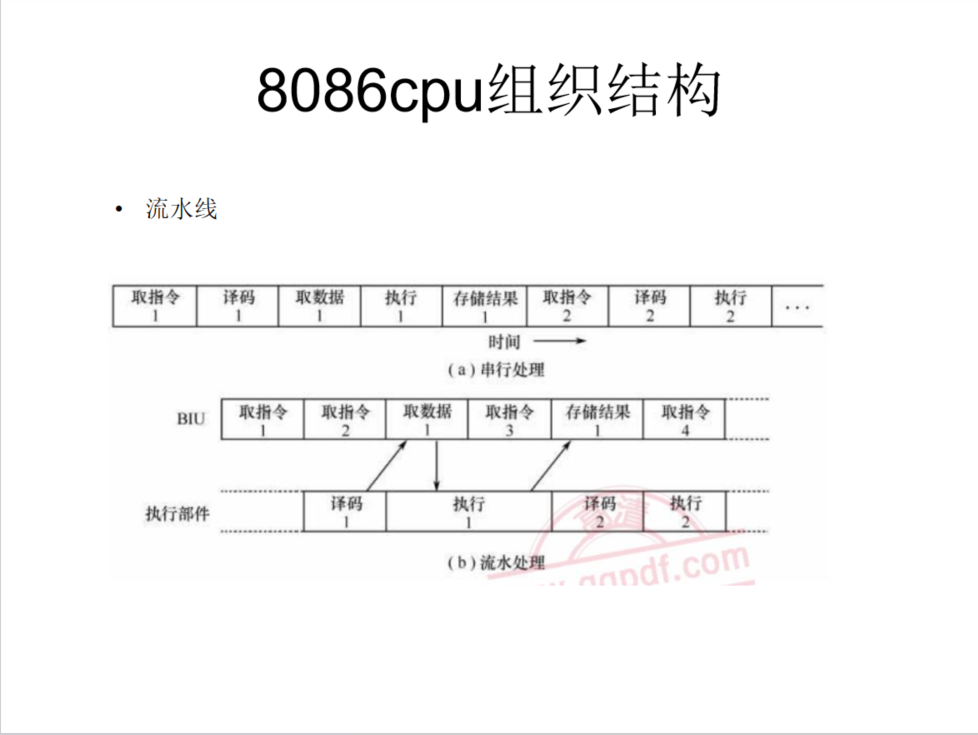 8086cpu组织结构
• 流水线
取指令 译码 取数据 执行 存储结果 取指令 译码 执行 ···
1 1 1 1 1 2 2 2
时间
(a)串行处理
BIU 取指令 取指令 取数据 取指令 存储结果 取指令
1 2 1 3 1 4
执行部件 译码 执行 译码 执行
1 1 2 2
(b)流水处理
高清
pdf.com